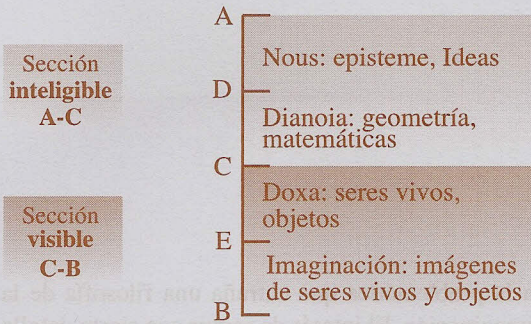 A
Nous: episteme, Ideas
Sección
inteligible
A-C
D
Dianoia: geometría,
matemáticas
C
Doxa: seres vivos,
objetos
Sección
visible
C-B
E
Imaginación: imágenes
de seres vivos y objetos
B